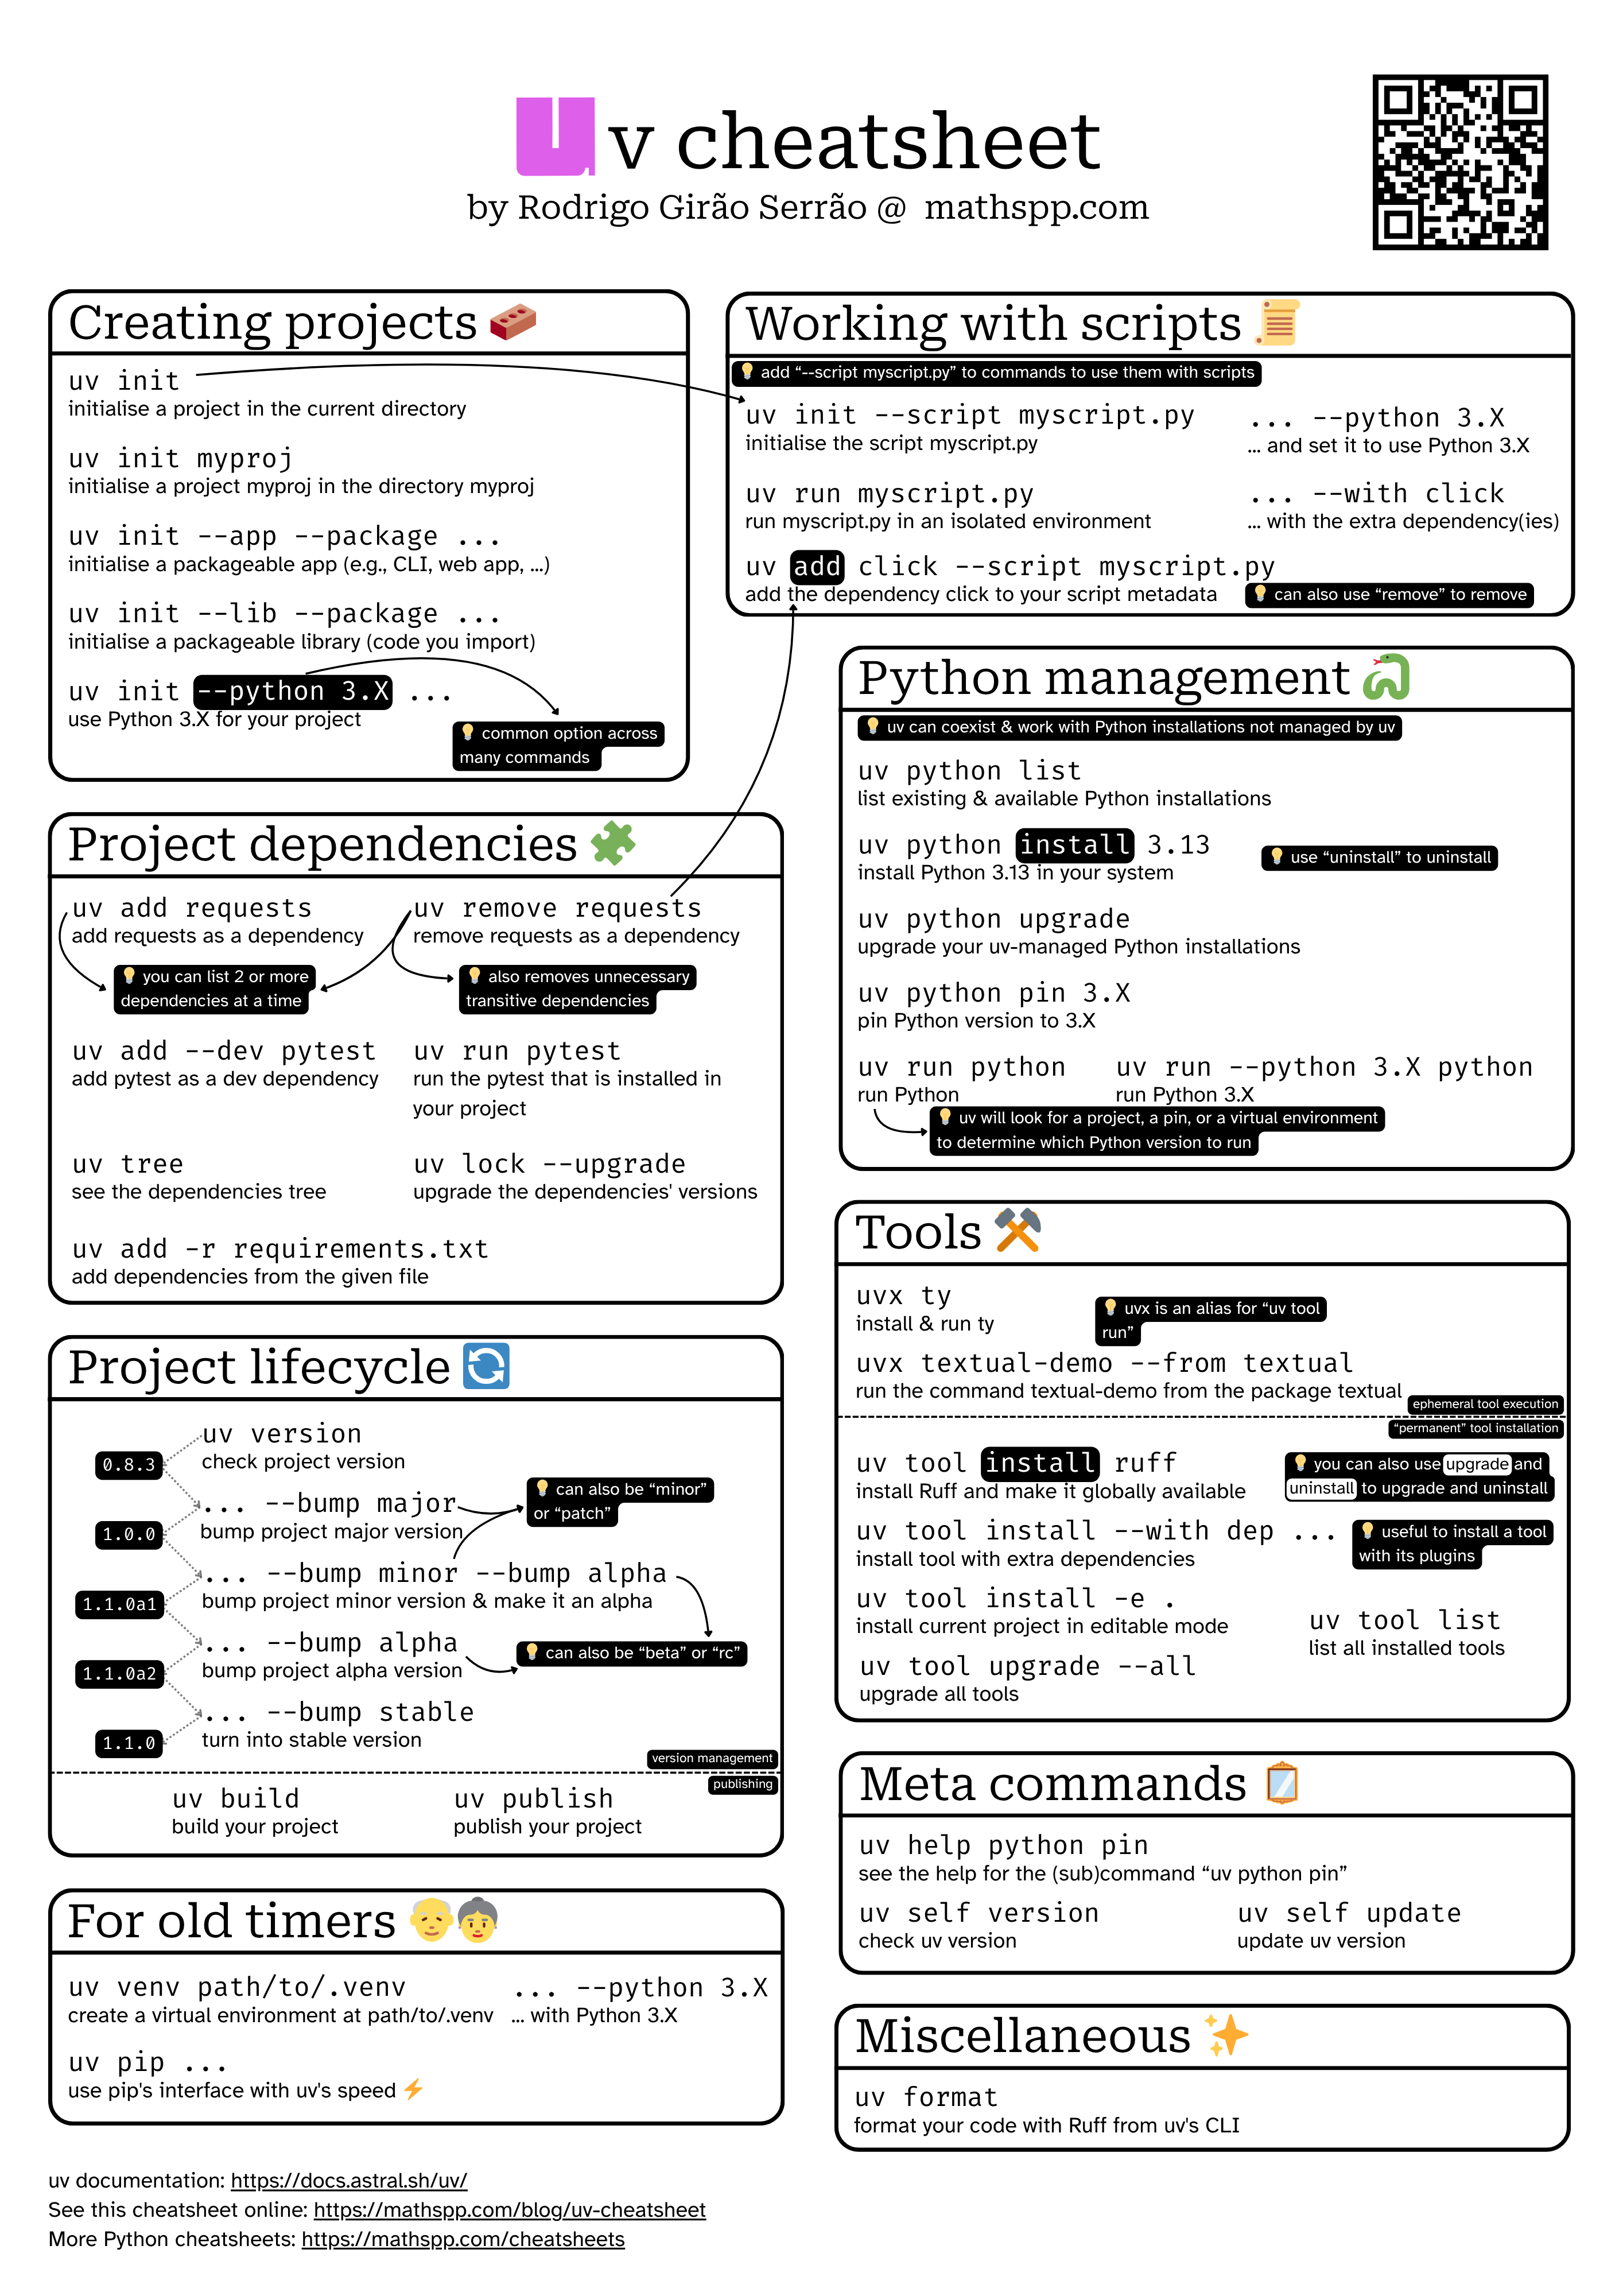 uv cheatsheet
by Rodrigo Girão Serrão @ mathspp.com
Creating projects
uv init
initialise a project in the current directory
uv init myproj
initialise a project myproj in the directory myproj
uv init --app --package ...
initialise a packageable app (e.g., CLI, web app, ...)
uv init --lib --package ...
initialise a packageable library (code you import)
uv init --python 3.X ...
use Python 3.X for your project
💡 common option across
many commands
Working with scripts
💡 add “--script myscript.py” to commands to use them with scripts
uv init --script myscript.py
initialise the script myscript.py
... --python 3.X
... and set it to use Python 3.X
uv run myscript.py
run myscript.py in an isolated environment
... --with click
... with the extra dependency(ies)
uv add click --script myscript.py
add the dependency click to your script metadata
💡 can also use “remove” to remove
Project dependencies
uv add requests
add requests as a dependency
uv remove requests
remove requests as a dependency
💡 you can list 2 or more
dependencies at a time
💡 also removes unnecessary
transitive dependencies
uv add --dev pytest
add pytest as a dev dependency
uv run pytest
run the pytest that is installed in
your project
uv tree
see the dependencies tree
uv lock --upgrade
upgrade the dependencies' versions
uv add -r requirements.txt
add dependencies from the given file
Python management
💡 uv can coexist & work with Python installations not managed by uv
uv python list
list existing & available Python installations
uv python install 3.13
install Python 3.13 in your system
💡 use “uninstall” to uninstall
uv python upgrade
upgrade your uv-managed Python installations
uv python pin 3.X
pin Python version to 3.X
uv run python
run Python
uv run --python 3.X python
run Python 3.X
💡 uv will look for a project, a pin, or a virtual environment
to determine which Python version to run
Project lifecycle
uv version
check project version
0.8.3
... --bump major
bump project major version
💡 can also be “minor”
or “patch”
1.0.0
... --bump minor --bump alpha
bump project minor version & make it an alpha
1.1.0a1
... --bump alpha
bump project alpha version
💡 can also be “beta” or “rc”
1.1.0a2
... --bump stable
turn into stable version
1.1.0
version management
publishing
uv build
build your project
uv publish
publish your project
Tools
uvx ty
install & run ty
💡 uvx is an alias for “uv tool
run”
uvx textual-demo --from textual
run the command textual-demo from the package textual
ephemeral tool execution
“permanent” tool installation
uv tool install ruff
install Ruff and make it globally available
💡 you can also use upgrade and
uninstall to upgrade and uninstall
uv tool install --with dep ...
install tool with extra dependencies
💡 useful to install a tool
with its plugins
uv tool install -e .
install current project in editable mode
uv tool list
list all installed tools
uv tool upgrade --all
upgrade all tools
Meta commands
uv help python pin
see the help for the (sub)command “uv python pin”
uv self version
check uv version
uv self update
update uv version
For old timers
uv venv path/to/.venv
create a virtual environment at path/to/.venv
... --python 3.X
... with Python 3.X
uv pip ...
use pip's interface with uv's speed ⚡
Miscellaneous
uv format
format your code with Ruff from uv's CLI
uv documentation: https://docs.astral.sh/uv/
See this cheatsheet online: https://mathspp.com/blog/uv-cheatsheet
More Python cheatsheets: https://mathspp.com/cheatsheets